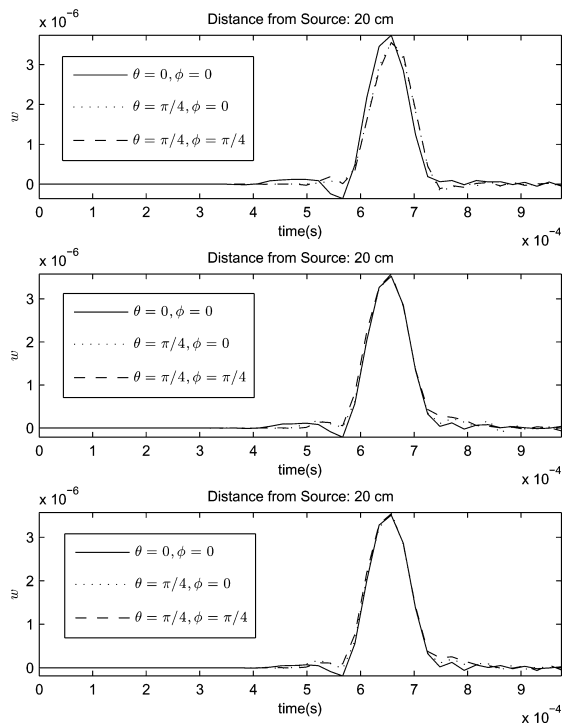 Distance from Source: 20 cm
x 10⁻⁶
3
2
1
0
w
θ = 0, ϕ = 0
θ = π/4, ϕ = 0
θ = π/4, ϕ = π/4
0 1 2 3 4 5 6 7 8 9
time(s)
x 10⁻⁴
Distance from Source: 20 cm
x 10⁻⁶
3
2
1
0
w
θ = 0, ϕ = 0
θ = π/4, ϕ = 0
θ = π/4, ϕ = π/4
0 1 2 3 4 5 6 7 8 9
time(s)
x 10⁻⁴
Distance from Source: 20 cm
x 10⁻⁶
3
2
1
0
w
θ = 0, ϕ = 0
θ = π/4, ϕ = 0
θ = π/4, ϕ = π/4
0 1 2 3 4 5 6 7 8 9
time(s)
x 10⁻⁴